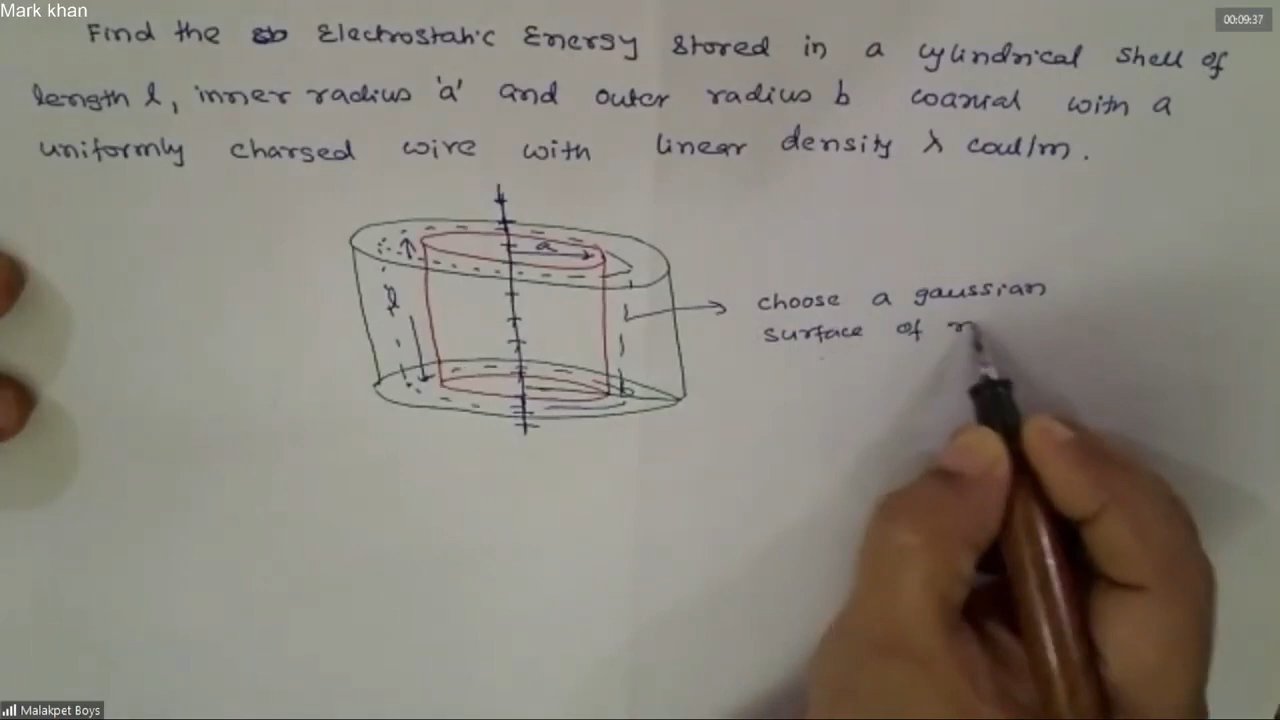 Mark khan
00:09:37
Find the Electrostatic Energy stored in a cylindrical shell of
length l, inner radius 'a' and outer radius b coaxial with a
uniformly charged wire with linear density λ coul/m.
a
l
choose a gaussian
surface of r
Malakpet Boys